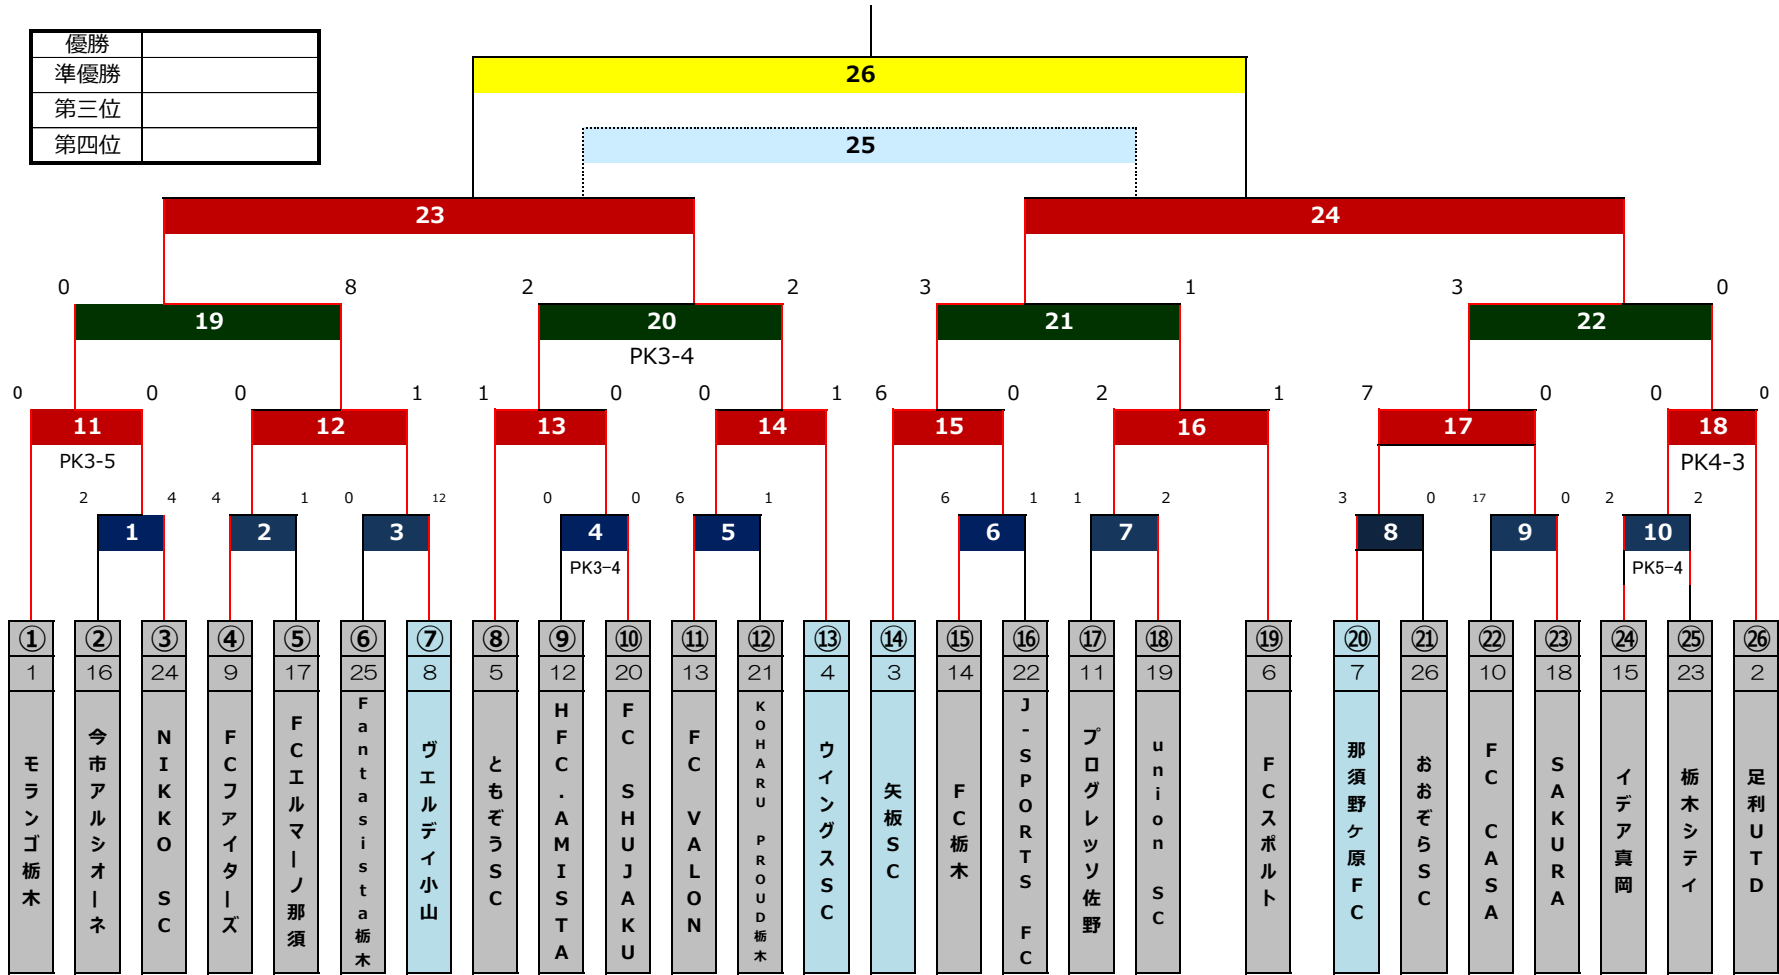 優勝
準優勝
第三位
第四位
26
25
23
24
0 8 2 2 3 1 3 0
19 20 21 22
PK3-4
0 0 0 1 1 0 0 1 6 0 2 1 7 0 0 0
11 12 13 14 15 16 17 18
PK3-5 PK4-3
2 4 4 1 0 12 0 0 6 1 6 1 1 2 3 0 17 0 2 2
1 2 3 4 5 6 7 8 9 10
PK3-4 PK5-4
① ② ③ ④ ⑤ ⑥ ⑦ ⑧ ⑨ ⑩ ⑪ ⑫ ⑬ ⑭ ⑮ ⑯ ⑰ ⑱ ⑲ ⑳ ㉑ ㉒ ㉓ ㉔ ㉕ ㉖
1 16 24 9 17 25 8 5 12 20 13 21 4 3 14 22 11 19 6 7 26 10 18 15 23 2
モランゴ栃木
今市アルシオーネ
NIKKO SC
FCファイターズ
FCエルマーノ那須
Fantasista栃木
ヴェルディ小山
ともぞうSC
HFC.AMISTA
FC SHUJAKU
FC VALON
KOHARU PROUD栃木
ウイングスSC
矢板SC
FC栃木
J-SPORTS FC
プログレッソ佐野
union SC
FCスポルト
那須野ヶ原FC
おおぞらSC
FC CASA
SAKURA
イデア真岡
栃木シティ
足利UTD